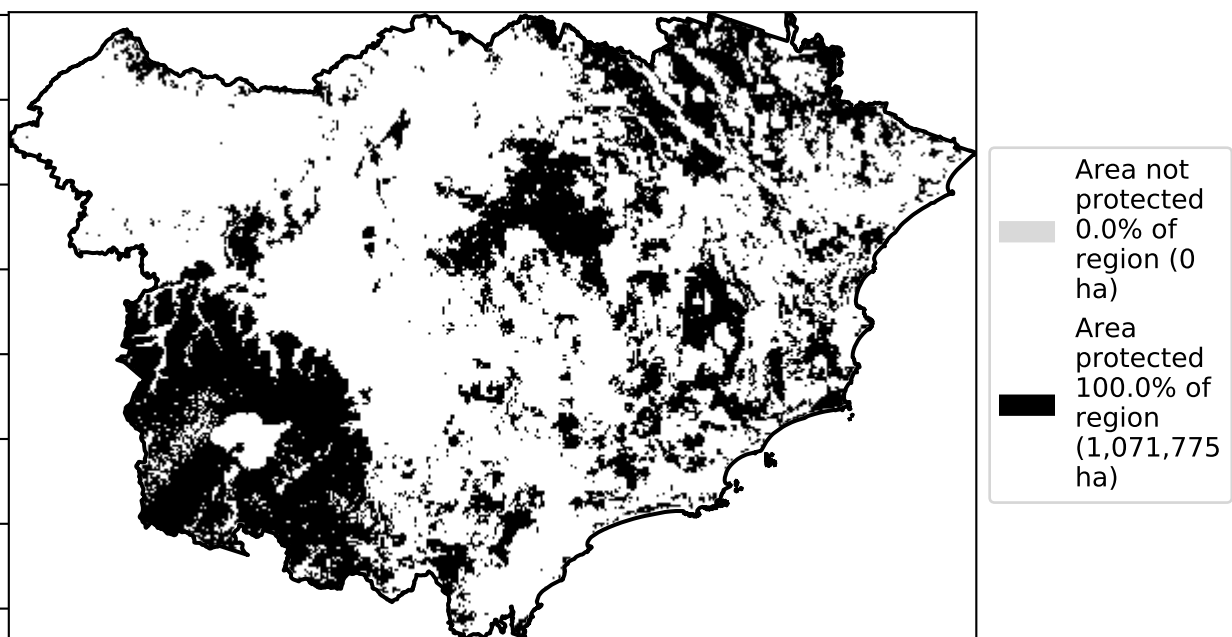 Area not
protected
0.0% of
region (0
ha)
Area
protected
100.0% of
region
(1,071,775
ha)